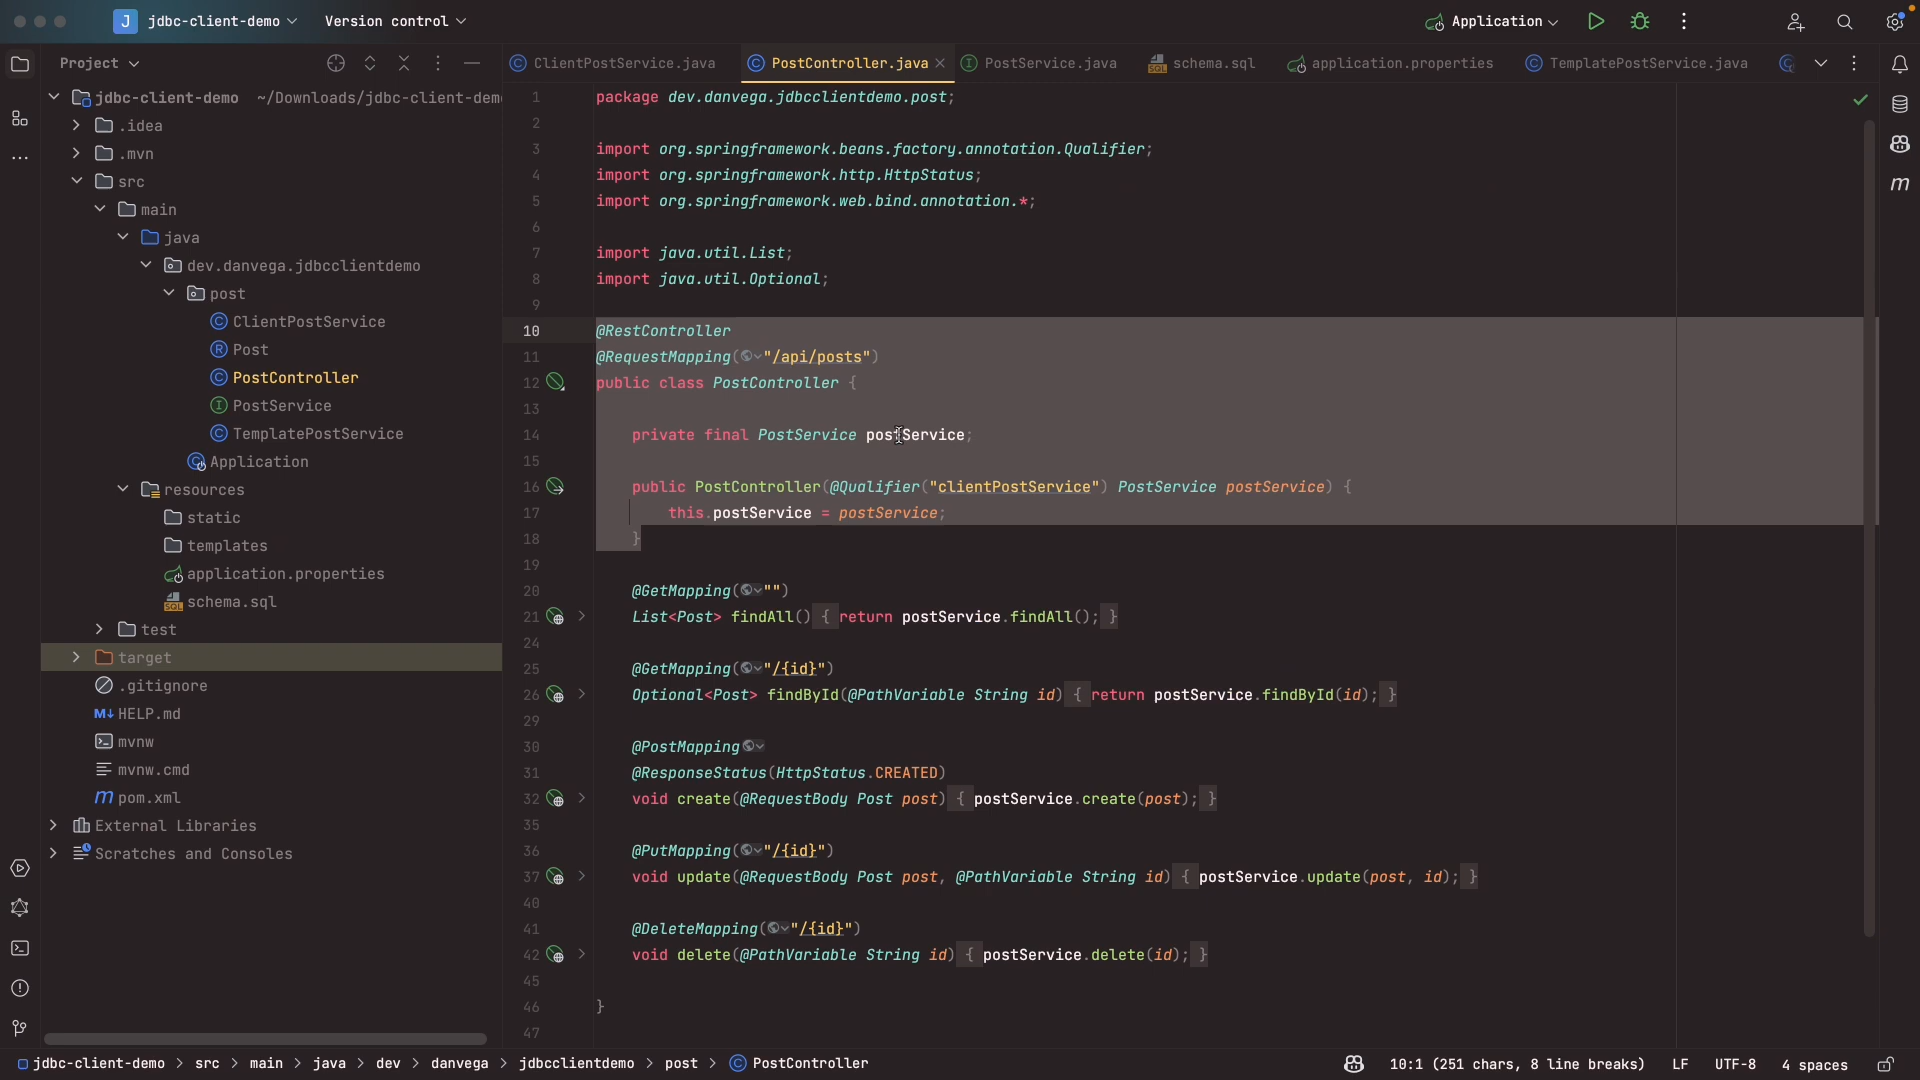 J jdbc-client-demo Version control Application
Project
ClientPostService.java PostController.java PostService.java schema.sql application.properties TemplatePostService.java
jdbc-client-demo ~/Downloads/jdbc-client-dem
.idea
.mvn
src
main
java
dev.danvega.jdbcclientdemo
post
ClientPostService
Post
PostController
PostService
TemplatePostService
Application
resources
static
templates
application.properties
schema.sql
test
target
.gitignore
HELP.md
mvnw
mvnw.cmd
pom.xml
External Libraries
Scratches and Consoles
1 package dev.danvega.jdbcclientdemo.post;
2
3 import org.springframework.beans.factory.annotation.Qualifier;
4 import org.springframework.http.HttpStatus;
5 import org.springframework.web.bind.annotation.*;
6
7 import java.util.List;
8 import java.util.Optional;
9
10 @RestController
11 @RequestMapping("/api/posts")
12 public class PostController {
13
14 private final PostService postService;
15
16 public PostController(@Qualifier("clientPostService") PostService postService) {
17 this.postService = postService;
18 }
19
20 @GetMapping("")
21 List<Post> findAll() { return postService.findAll(); }
24
25 @GetMapping("/{id}")
26 Optional<Post> findById(@PathVariable String id) { return postService.findById(id); }
29
30 @PostMapping
31 @ResponseStatus(HttpStatus.CREATED)
32 void create(@RequestBody Post post) { postService.create(post); }
35
36 @PutMapping("/{id}")
37 void update(@RequestBody Post post, @PathVariable String id) { postService.update(post, id); }
40
41 @DeleteMapping("/{id}")
42 void delete(@PathVariable String id) { postService.delete(id); }
45
46 }
47
jdbc-client-demo > src > main > java > dev > danvega > jdbcclientdemo > post > PostController 10:1 (251 chars, 8 line breaks) LF UTF-8 4 spaces